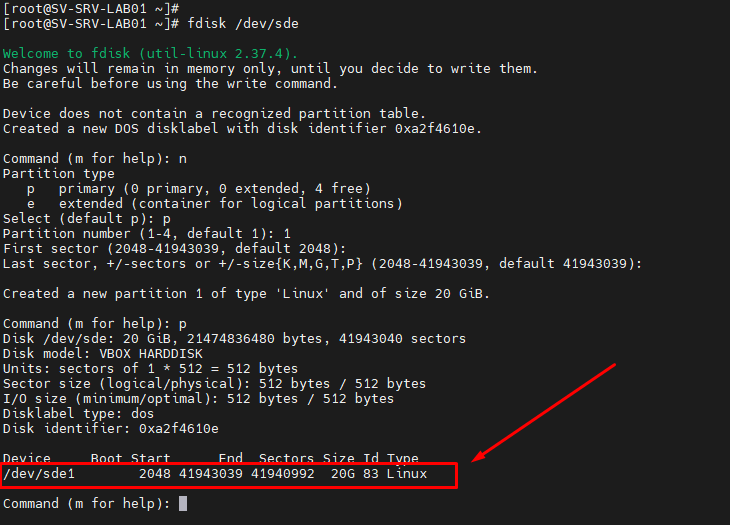 [root@SV-SRV-LAB01 ~]#
[root@SV-SRV-LAB01 ~]# fdisk /dev/sde
Welcome to fdisk (util-linux 2.37.4).
Changes will remain in memory only, until you decide to write them.
Be careful before using the write command.
Device does not contain a recognized partition table.
Created a new DOS disklabel with disk identifier 0xa2f4610e.
Command (m for help): n
Partition type
   p   primary (0 primary, 0 extended, 4 free)
   e   extended (container for logical partitions)
Select (default p): p
Partition number (1-4, default 1): 1
First sector (2048-41943039, default 2048):
Last sector, +/-sectors or +/-size{K,M,G,T,P} (2048-41943039, default 41943039):
Created a new partition 1 of type 'Linux' and of size 20 GiB.
Command (m for help): p
Disk /dev/sde: 20 GiB, 21474836480 bytes, 41943040 sectors
Disk model: VBOX HARDDISK
Units: sectors of 1 * 512 = 512 bytes
Sector size (logical/physical): 512 bytes / 512 bytes
I/O size (minimum/optimal): 512 bytes / 512 bytes
Disklabel type: dos
Disk identifier: 0xa2f4610e
Device     Boot Start      End  Sectors Size Id Type
/dev/sde1        2048 41943039 41940992  20G 83 Linux
Command (m for help):